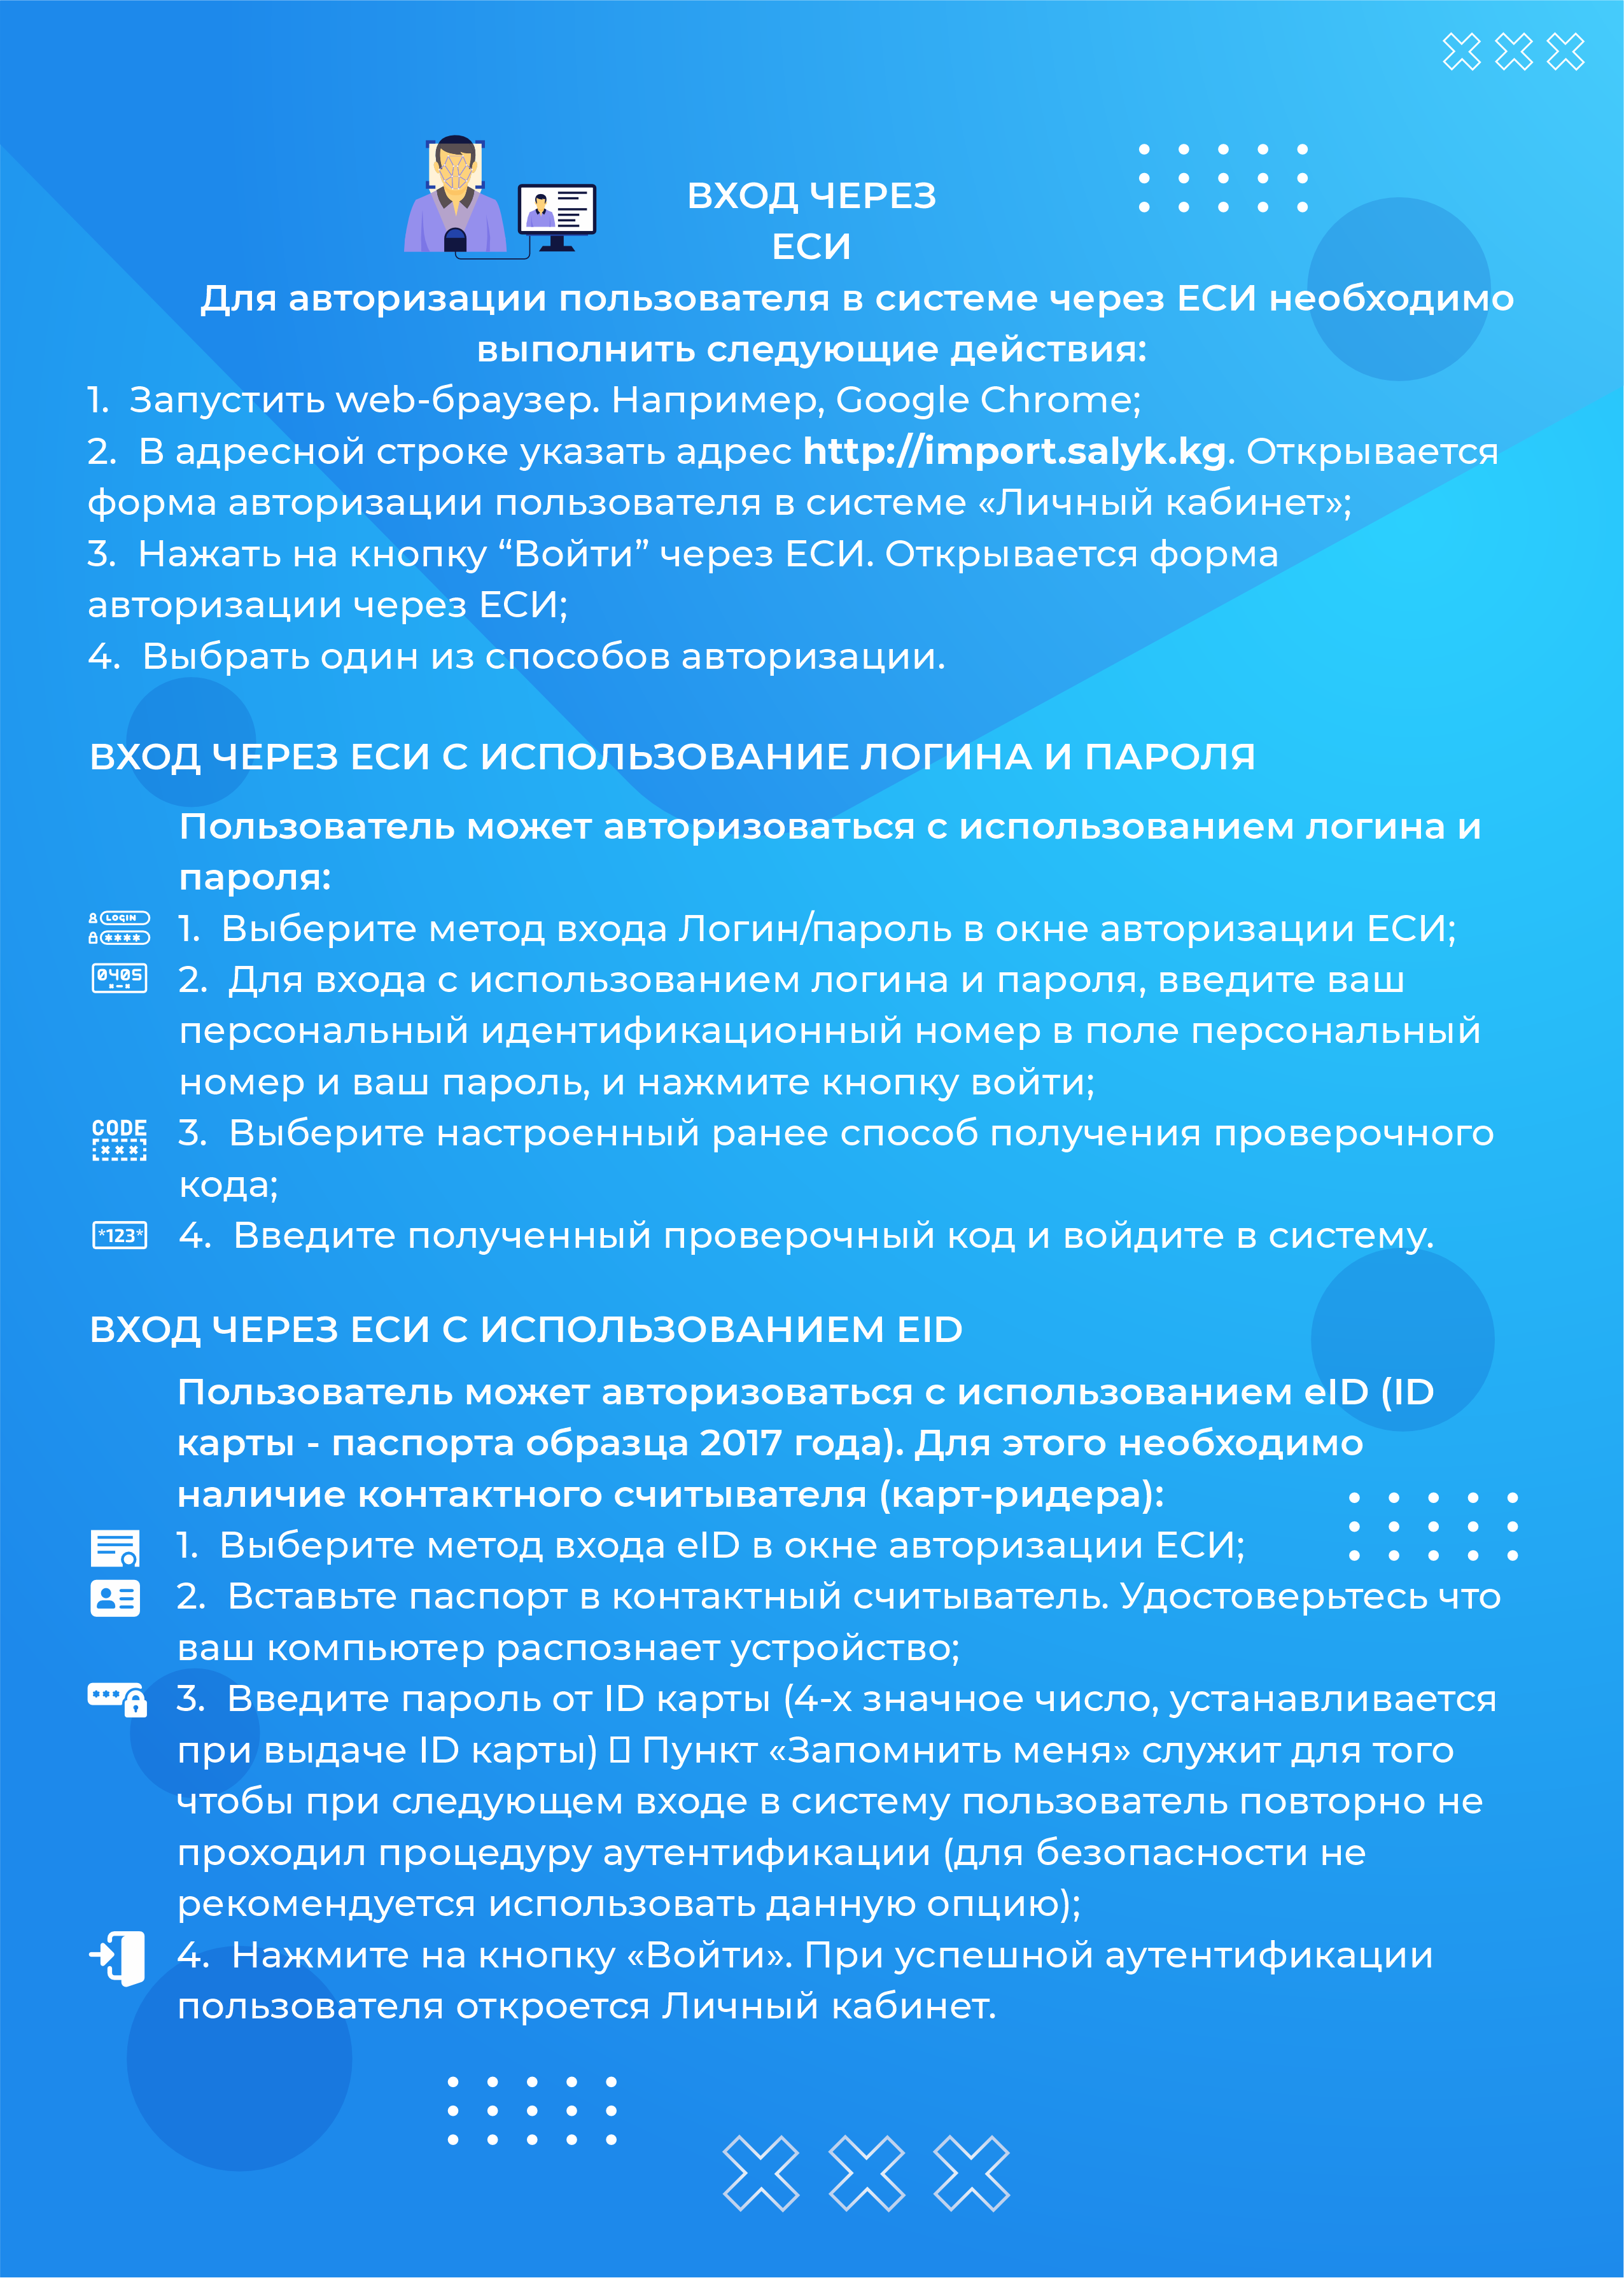 ВХОД ЧЕРЕЗ
ЕСИ
Для авторизации пользователя в системе через ЕСИ необходимо
выполнить следующие действия:
1. Запустить web-браузер. Например, Google Chrome;
2. В адресной строке указать адрес http://import.salyk.kg. Открывается
форма авторизации пользователя в системе «Личный кабинет»;
3. Нажать на кнопку “Войти” через ЕСИ. Открывается форма
авторизации через ЕСИ;
4. Выбрать один из способов авторизации.
ВХОД ЧЕРЕЗ ЕСИ С ИСПОЛЬЗОВАНИЕ ЛОГИНА И ПАРОЛЯ
Пользователь может авторизоваться с использованием логина и
пароля:
LOGIN
****
1. Выберите метод входа Логин/пароль в окне авторизации ЕСИ;
0405
2. Для входа с использованием логина и пароля, введите ваш
персональный идентификационный номер в поле персональный
номер и ваш пароль, и нажмите кнопку войти;
CODE
×××
3. Выберите настроенный ранее способ получения проверочного
кода;
*123*
4. Введите полученный проверочный код и войдите в систему.
ВХОД ЧЕРЕЗ ЕСИ С ИСПОЛЬЗОВАНИЕМ EID
Пользователь может авторизоваться с использованием eID (ID
карты - паспорта образца 2017 года). Для этого необходимо
наличие контактного считывателя (карт-ридера):
1. Выберите метод входа eID в окне авторизации ЕСИ;
2. Вставьте паспорт в контактный считыватель. Удостоверьтесь что
ваш компьютер распознает устройство;
***
3. Введите пароль от ID карты (4-х значное число, устанавливается
при выдаче ID карты) ▯ Пункт «Запомнить меня» служит для того
чтобы при следующем входе в систему пользователь повторно не
проходил процедуру аутентификации (для безопасности не
рекомендуется использовать данную опцию);
4. Нажмите на кнопку «Войти». При успешной аутентификации
пользователя откроется Личный кабинет.